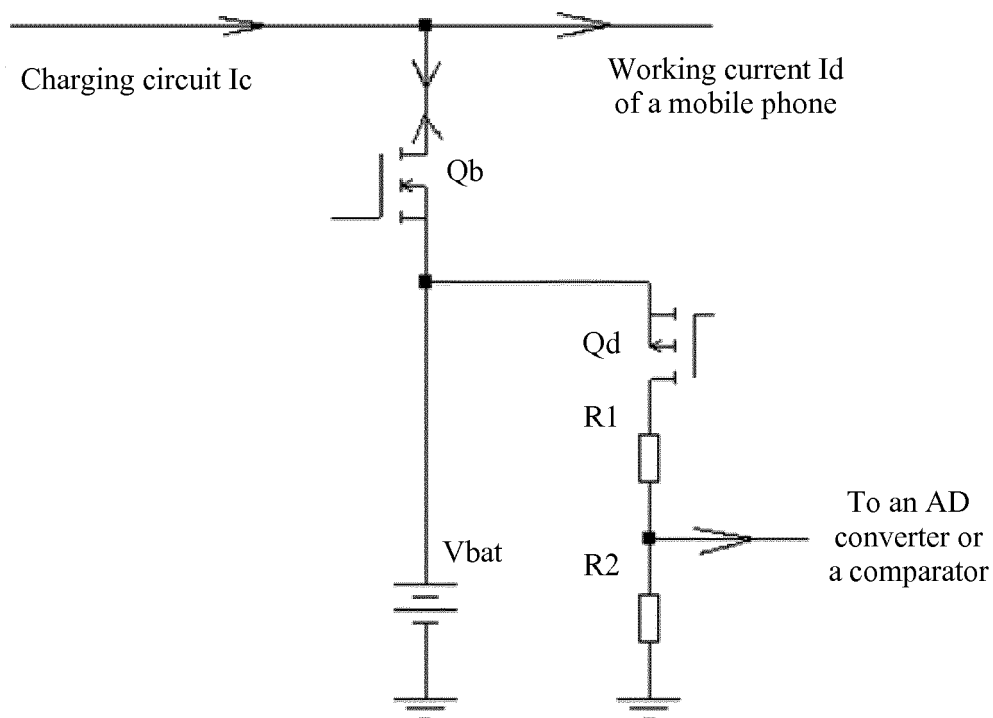 Charging circuit Ic
Working current Id
of a mobile phone
Qb
Qd
R1
To an AD
converter or
a comparator
Vbat
R2